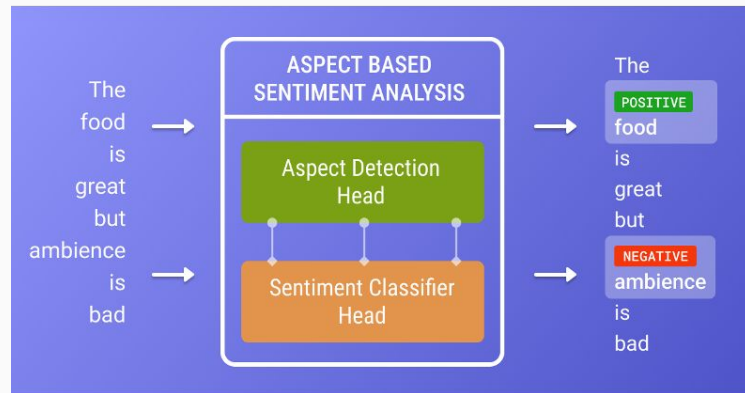 The
food
is
great
but
ambience
is
bad
ASPECT BASED
SENTIMENT ANALYSIS
Aspect Detection
Head
Sentiment Classifier
Head
The
POSITIVE
food
is
great
but
NEGATIVE
ambience
is
bad